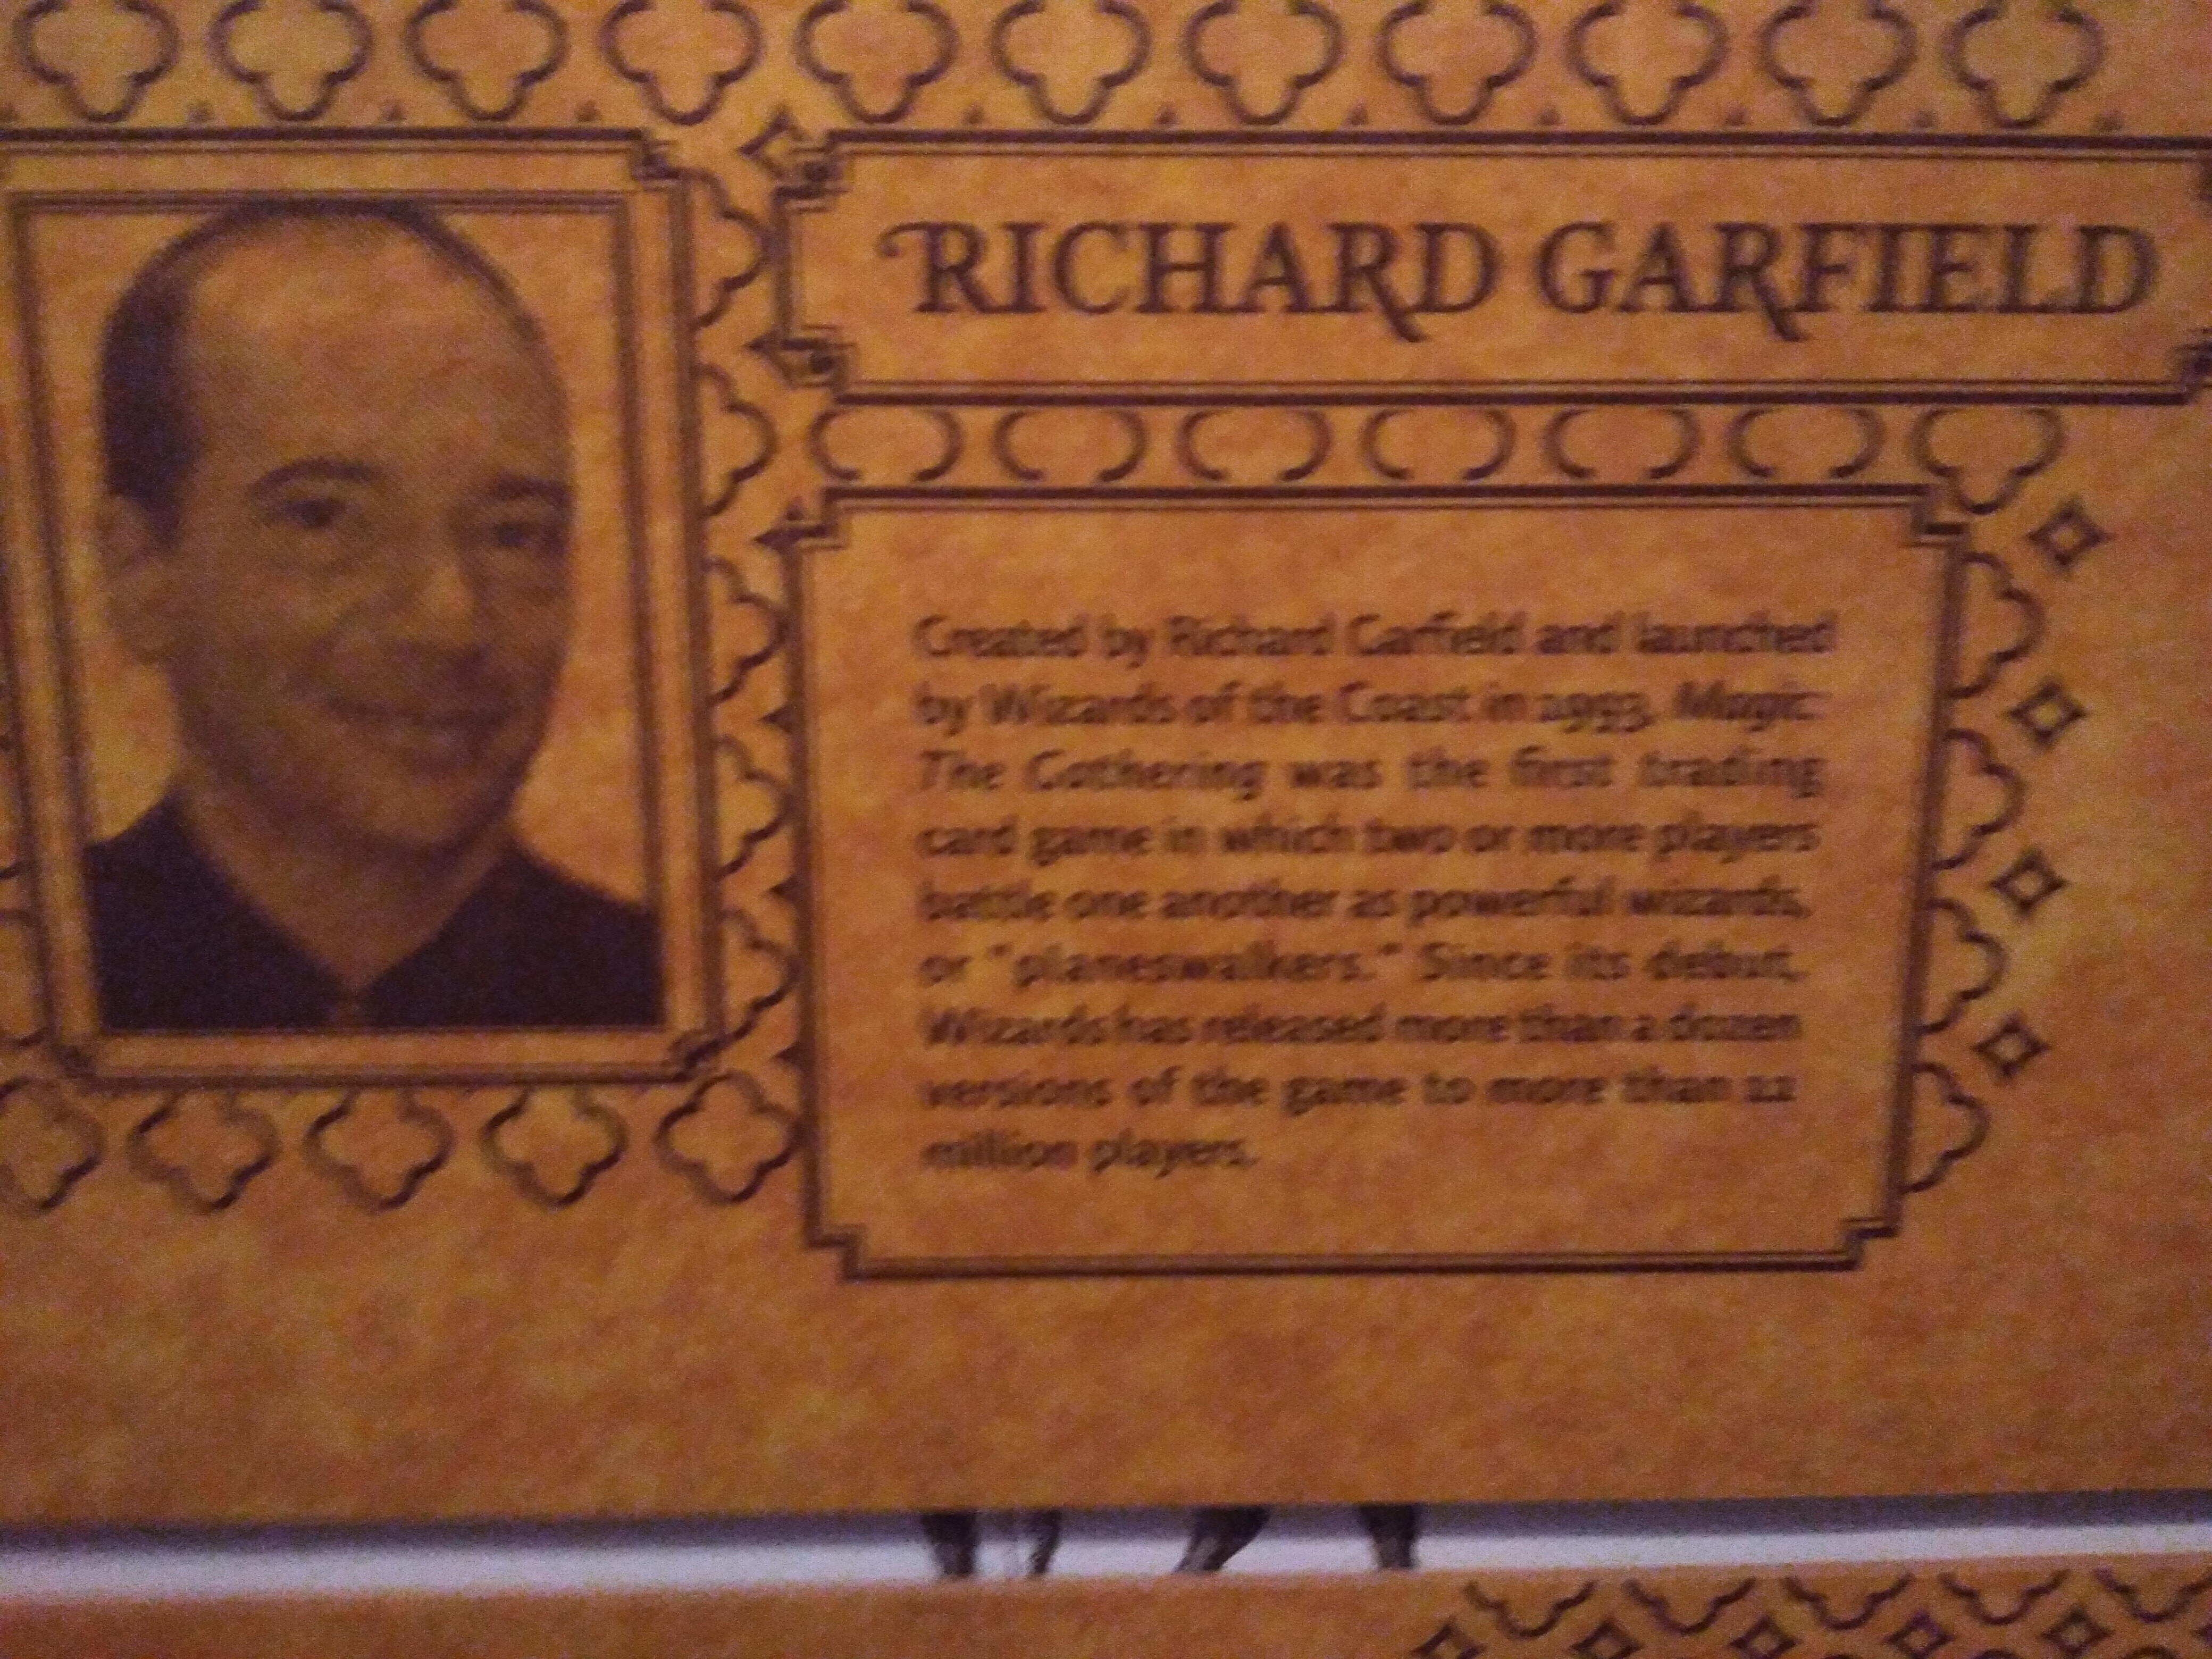 RICHARD GARFIELD
Created by Richard Garfield and launched
by Wizards of the Coast in 1993, Magic:
The Gathering was the first trading
card game in which two or more players
battle one another as powerful wizards,
or "planeswalkers." Since its debut,
Wizards has released more than a dozen
versions of the game to more than 12
million players.